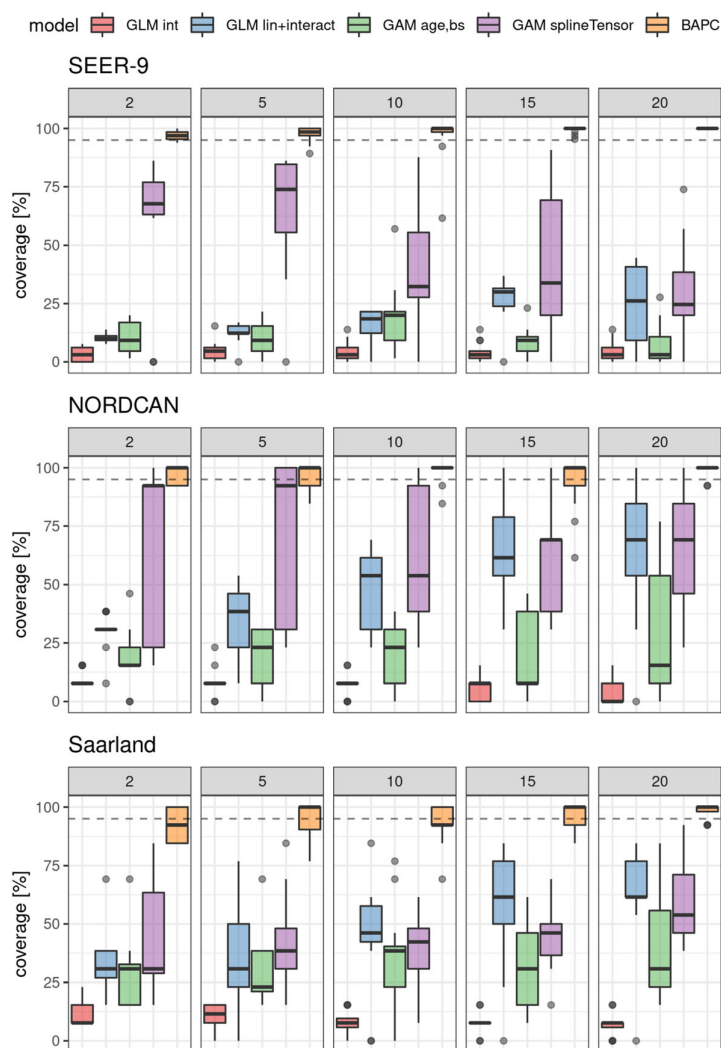 model GLM int GLM lin+interact GAM age,bs GAM splineTensor BAPC
SEER-9
2 5 10 15 20
100
75
50
25
0
coverage [%]
NORDCAN
2 5 10 15 20
100
75
50
25
0
coverage [%]
Saarland
2 5 10 15 20
100
75
50
25
0
coverage [%]